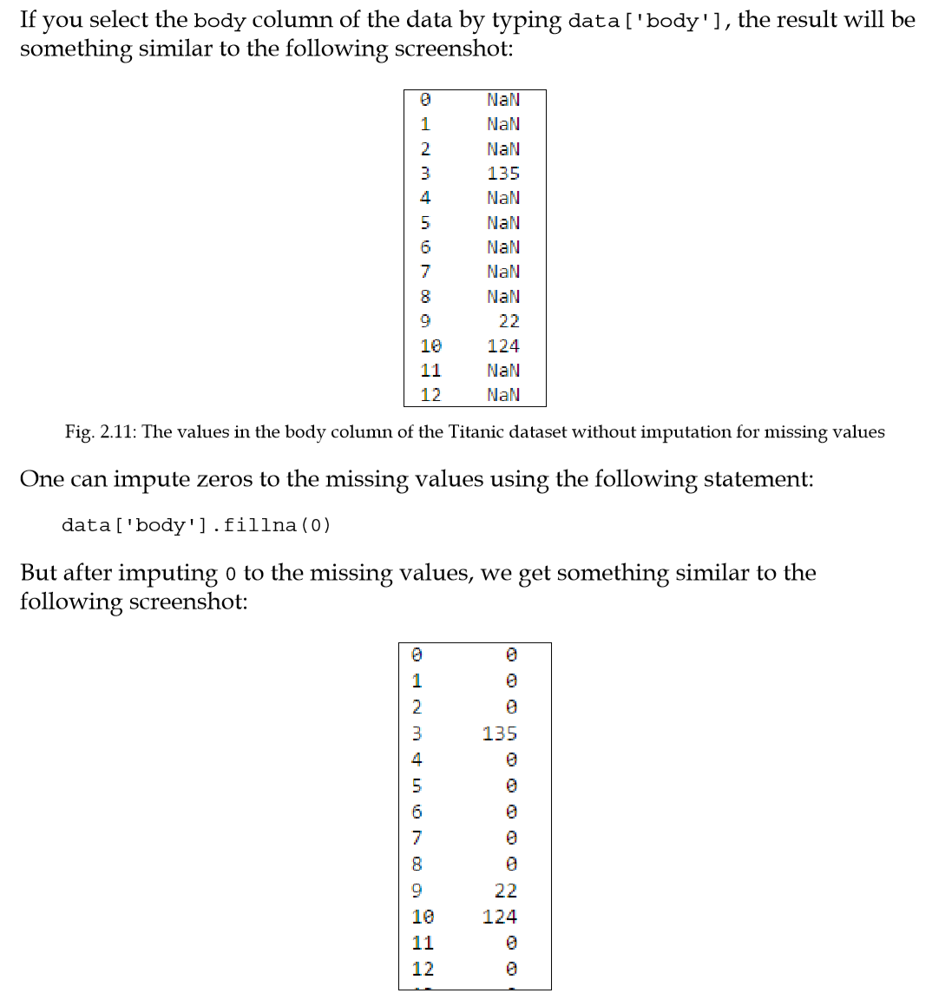 If you select the body column of the data by typing data['body'], the result will be
something similar to the following screenshot:
0 NaN
1 NaN
2 NaN
3 135
4 NaN
5 NaN
6 NaN
7 NaN
8 NaN
9 22
10 124
11 NaN
12 NaN
Fig. 2.11: The values in the body column of the Titanic dataset without imputation for missing values
One can impute zeros to the missing values using the following statement:
data['body'].fillna(0)
But after imputing 0 to the missing values, we get something similar to the
following screenshot:
0 0
1 0
2 0
3 135
4 0
5 0
6 0
7 0
8 0
9 22
10 124
11 0
12 0